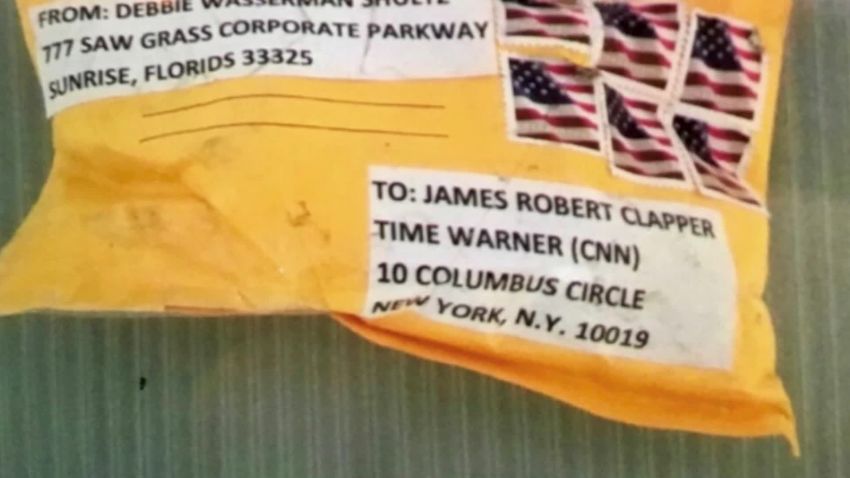 FROM: DEBBIE WASSERMAN SHULTZ
777 SAW GRASS CORPORATE PARKWAY
SUNRISE, FLORIDS 33325
TO: JAMES ROBERT CLAPPER
TIME WARNER (CNN)
10 COLUMBUS CIRCLE
NEW YORK, N.Y. 10019